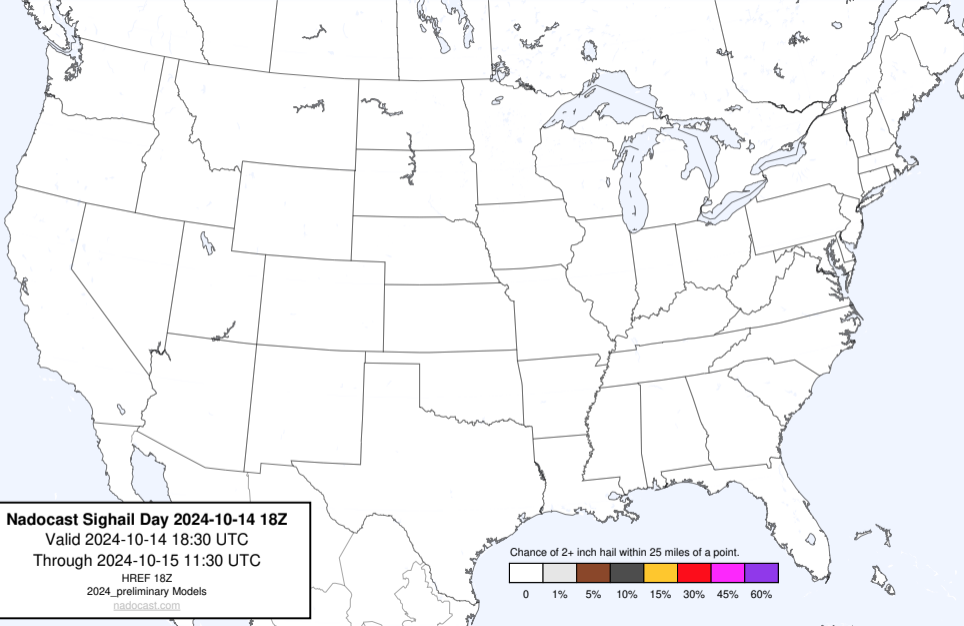 Nadocast Sighail Day 2024-10-14 18Z
Valid 2024-10-14 18:30 UTC
Through 2024-10-15 11:30 UTC
HREF 18Z
2024_preliminary Models
nadocast.com
Chance of 2+ inch hail within 25 miles of a point.
0 1% 5% 10% 15% 30% 45% 60%